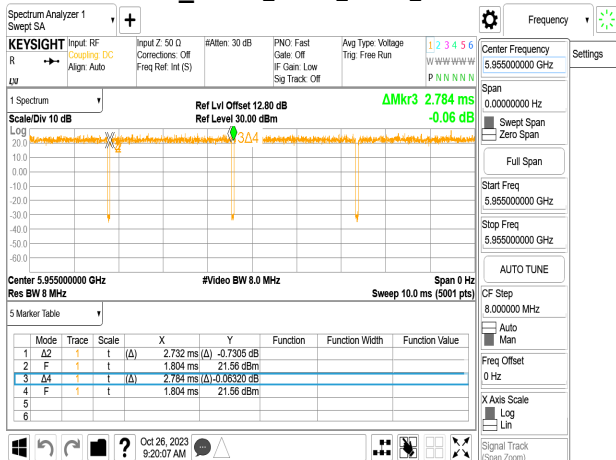 Spectrum Analyzer 1
Swept SA
+
Frequency
KEYSIGHT
R
LXI
Input: RF
Coupling: DC
Align: Auto
Input Z: 50 Ω
Corrections: Off
Freq Ref: Int (S)
#Atten: 30 dB
PNO: Fast
Gate: Off
IF Gain: Low
Sig Track: Off
Avg Type: Voltage
Trig: Free Run
1 2 3 4 5 6
W W W W W W
P N N N N N
Center Frequency
5.955000000 GHz
Settings
1 Spectrum
Scale/Div 10 dB
Ref Lvl Offset 12.80 dB
Ref Level 30.00 dBm
ΔMkr3 2.784 ms
-0.06 dB
Span
0.00000000 Hz
Swept Span
Zero Span
Full Span
Start Freq
5.955000000 GHz
Stop Freq
5.955000000 GHz
AUTO TUNE
CF Step
8.000000 MHz
Auto
Man
Freq Offset
0 Hz
X Axis Scale
Log
Lin
Signal Track
(Span Zoom)
Log
20.0
10.0
0.00
-10.0
-20.0
-30.0
-40.0
-50.0
-60.0
X
3Δ4
Center 5.955000000 GHz
Res BW 8 MHz
#Video BW 8.0 MHz
Span 0 Hz
Sweep 10.0 ms (5001 pts)
5 Marker Table
Mode Trace Scale X Y Function Function Width Function Value
1 Δ2 1 t (Δ) 2.732 ms (Δ) -0.7305 dB
2 F 1 t 1.804 ms 21.56 dBm
3 Δ4 1 t (Δ) 2.784 ms (Δ) -0.06320 dB
4 F 1 t 1.804 ms 21.56 dBm
5
6
?
Oct 26, 2023
9:20:07 AM